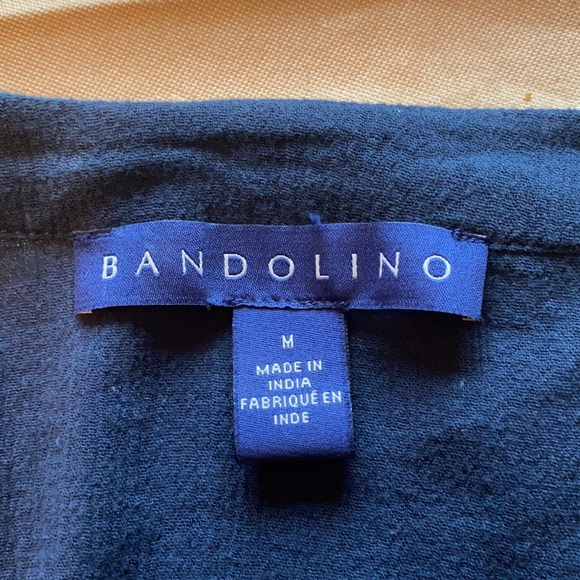 BANDOLINO
M
MADE IN
INDIA
FABRIQUÉ EN
INDE